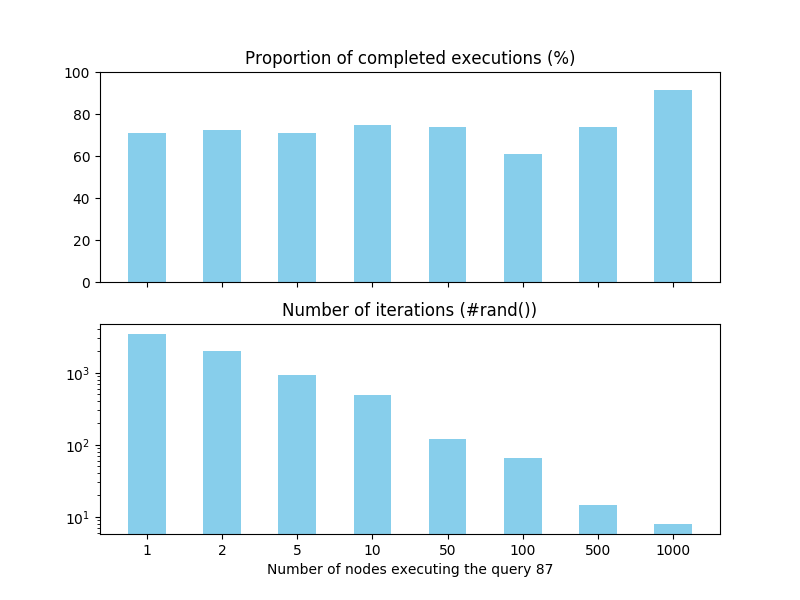 Proportion of completed executions (%)
100
80
60
40
20
0
Number of iterations (#rand())
10³
10²
10¹
1 2 5 10 50 100 500 1000
Number of nodes executing the query 87